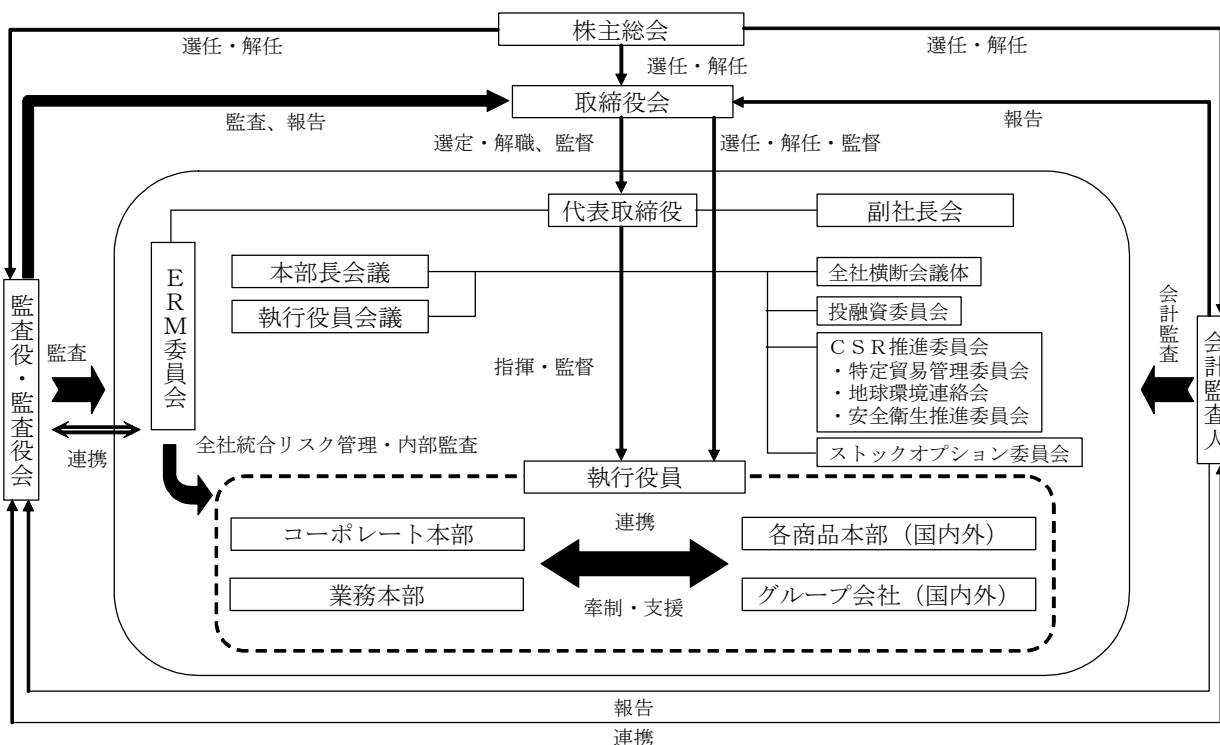 株主総会
選任・解任
選任・解任
選任・解任
取締役会
監査、報告
報告
選定・解職、監督
選任・解任・監督
代表取締役
副社長会
ERM委員会
本部長会議
全社横断会議体
執行役員会議
投融資委員会
監査役・監査役会
監査
会計監査
会計監査人
CSR推進委員会
・特定貿易管理委員会
・地球環境連絡会
・安全衛生推進委員会
指揮・監督
連携
全社統合リスク管理・内部監査
ストックオプション委員会
執行役員
コーポレート本部
連携
各商品本部(国内外)
業務本部
牽制・支援
グループ会社(国内外)
報告
連携